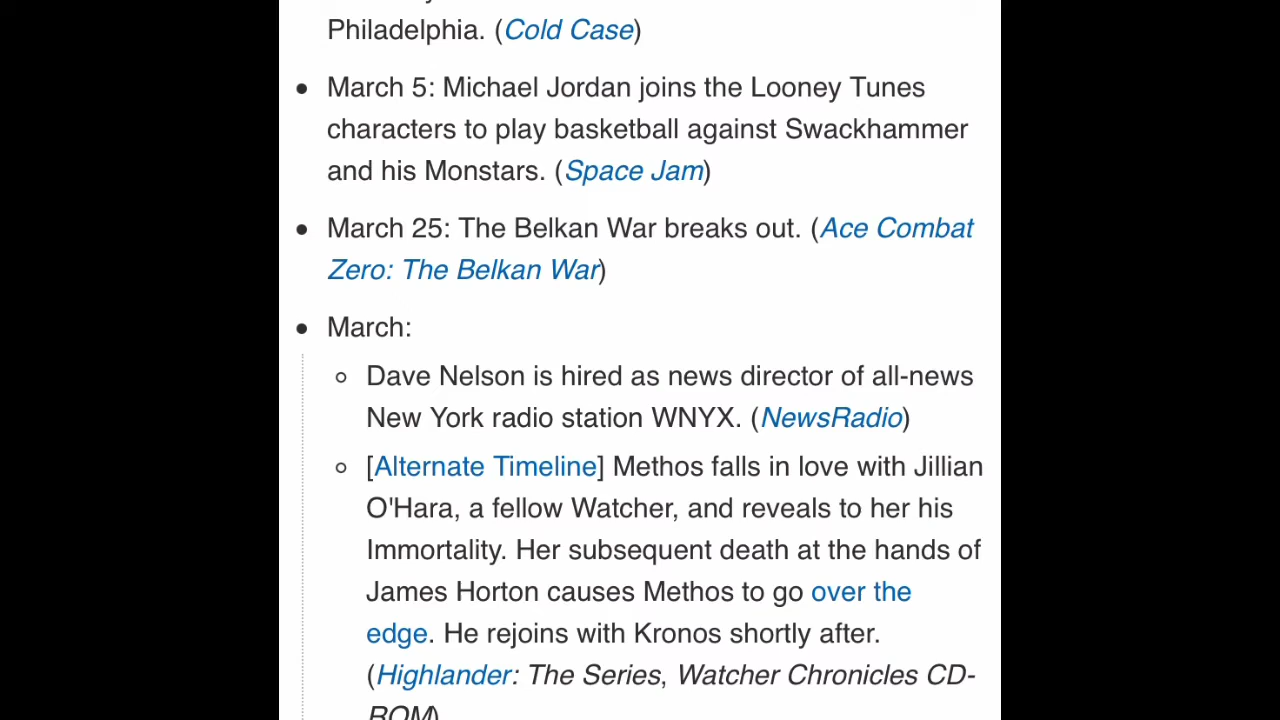 Philadelphia. (Cold Case)
• March 5: Michael Jordan joins the Looney Tunes
characters to play basketball against Swackhammer
and his Monstars. (Space Jam)
• March 25: The Belkan War breaks out. (Ace Combat
Zero: The Belkan War)
• March:
○ Dave Nelson is hired as news director of all-news
New York radio station WNYX. (NewsRadio)
○ [Alternate Timeline] Methos falls in love with Jillian
O'Hara, a fellow Watcher, and reveals to her his
Immortality. Her subsequent death at the hands of
James Horton causes Methos to go over the
edge. He rejoins with Kronos shortly after.
(Highlander: The Series, Watcher Chronicles CD-
ROM)